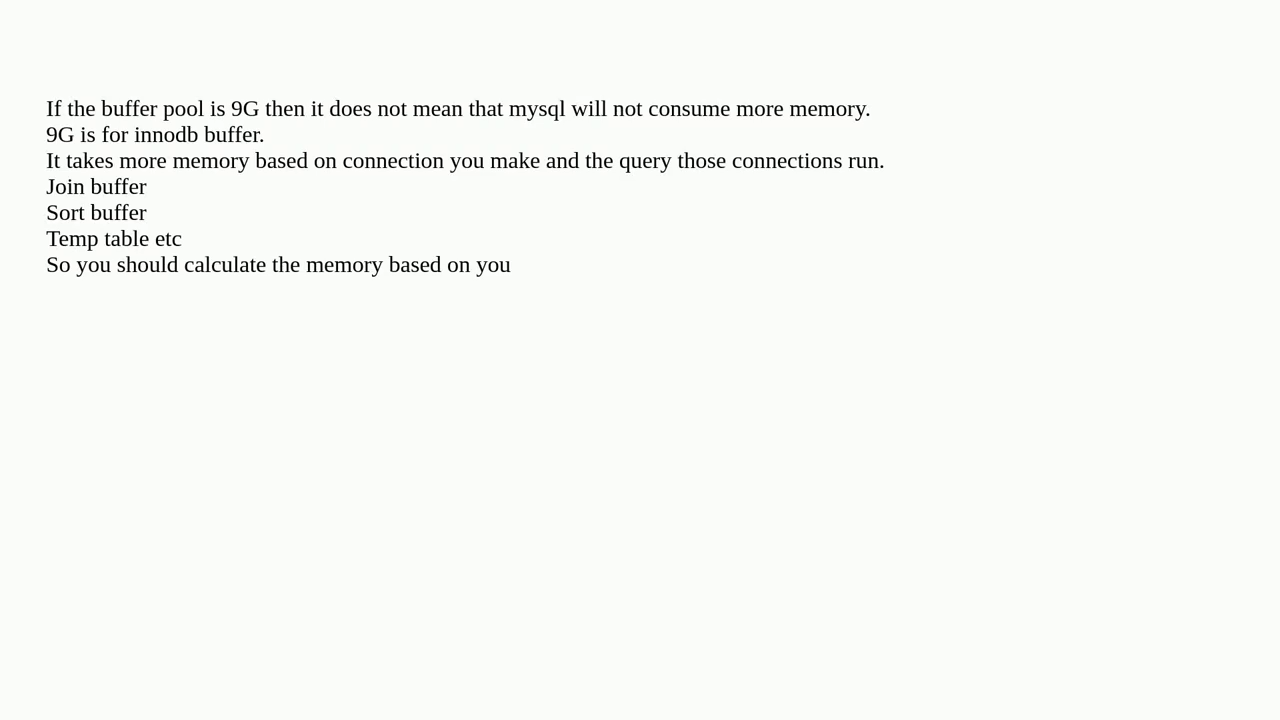 If the buffer pool is 9G then it does not mean that mysql will not consume more memory.
9G is for innodb buffer.
It takes more memory based on connection you make and the query those connections run.
Join buffer
Sort buffer
Temp table etc
So you should calculate the memory based on you